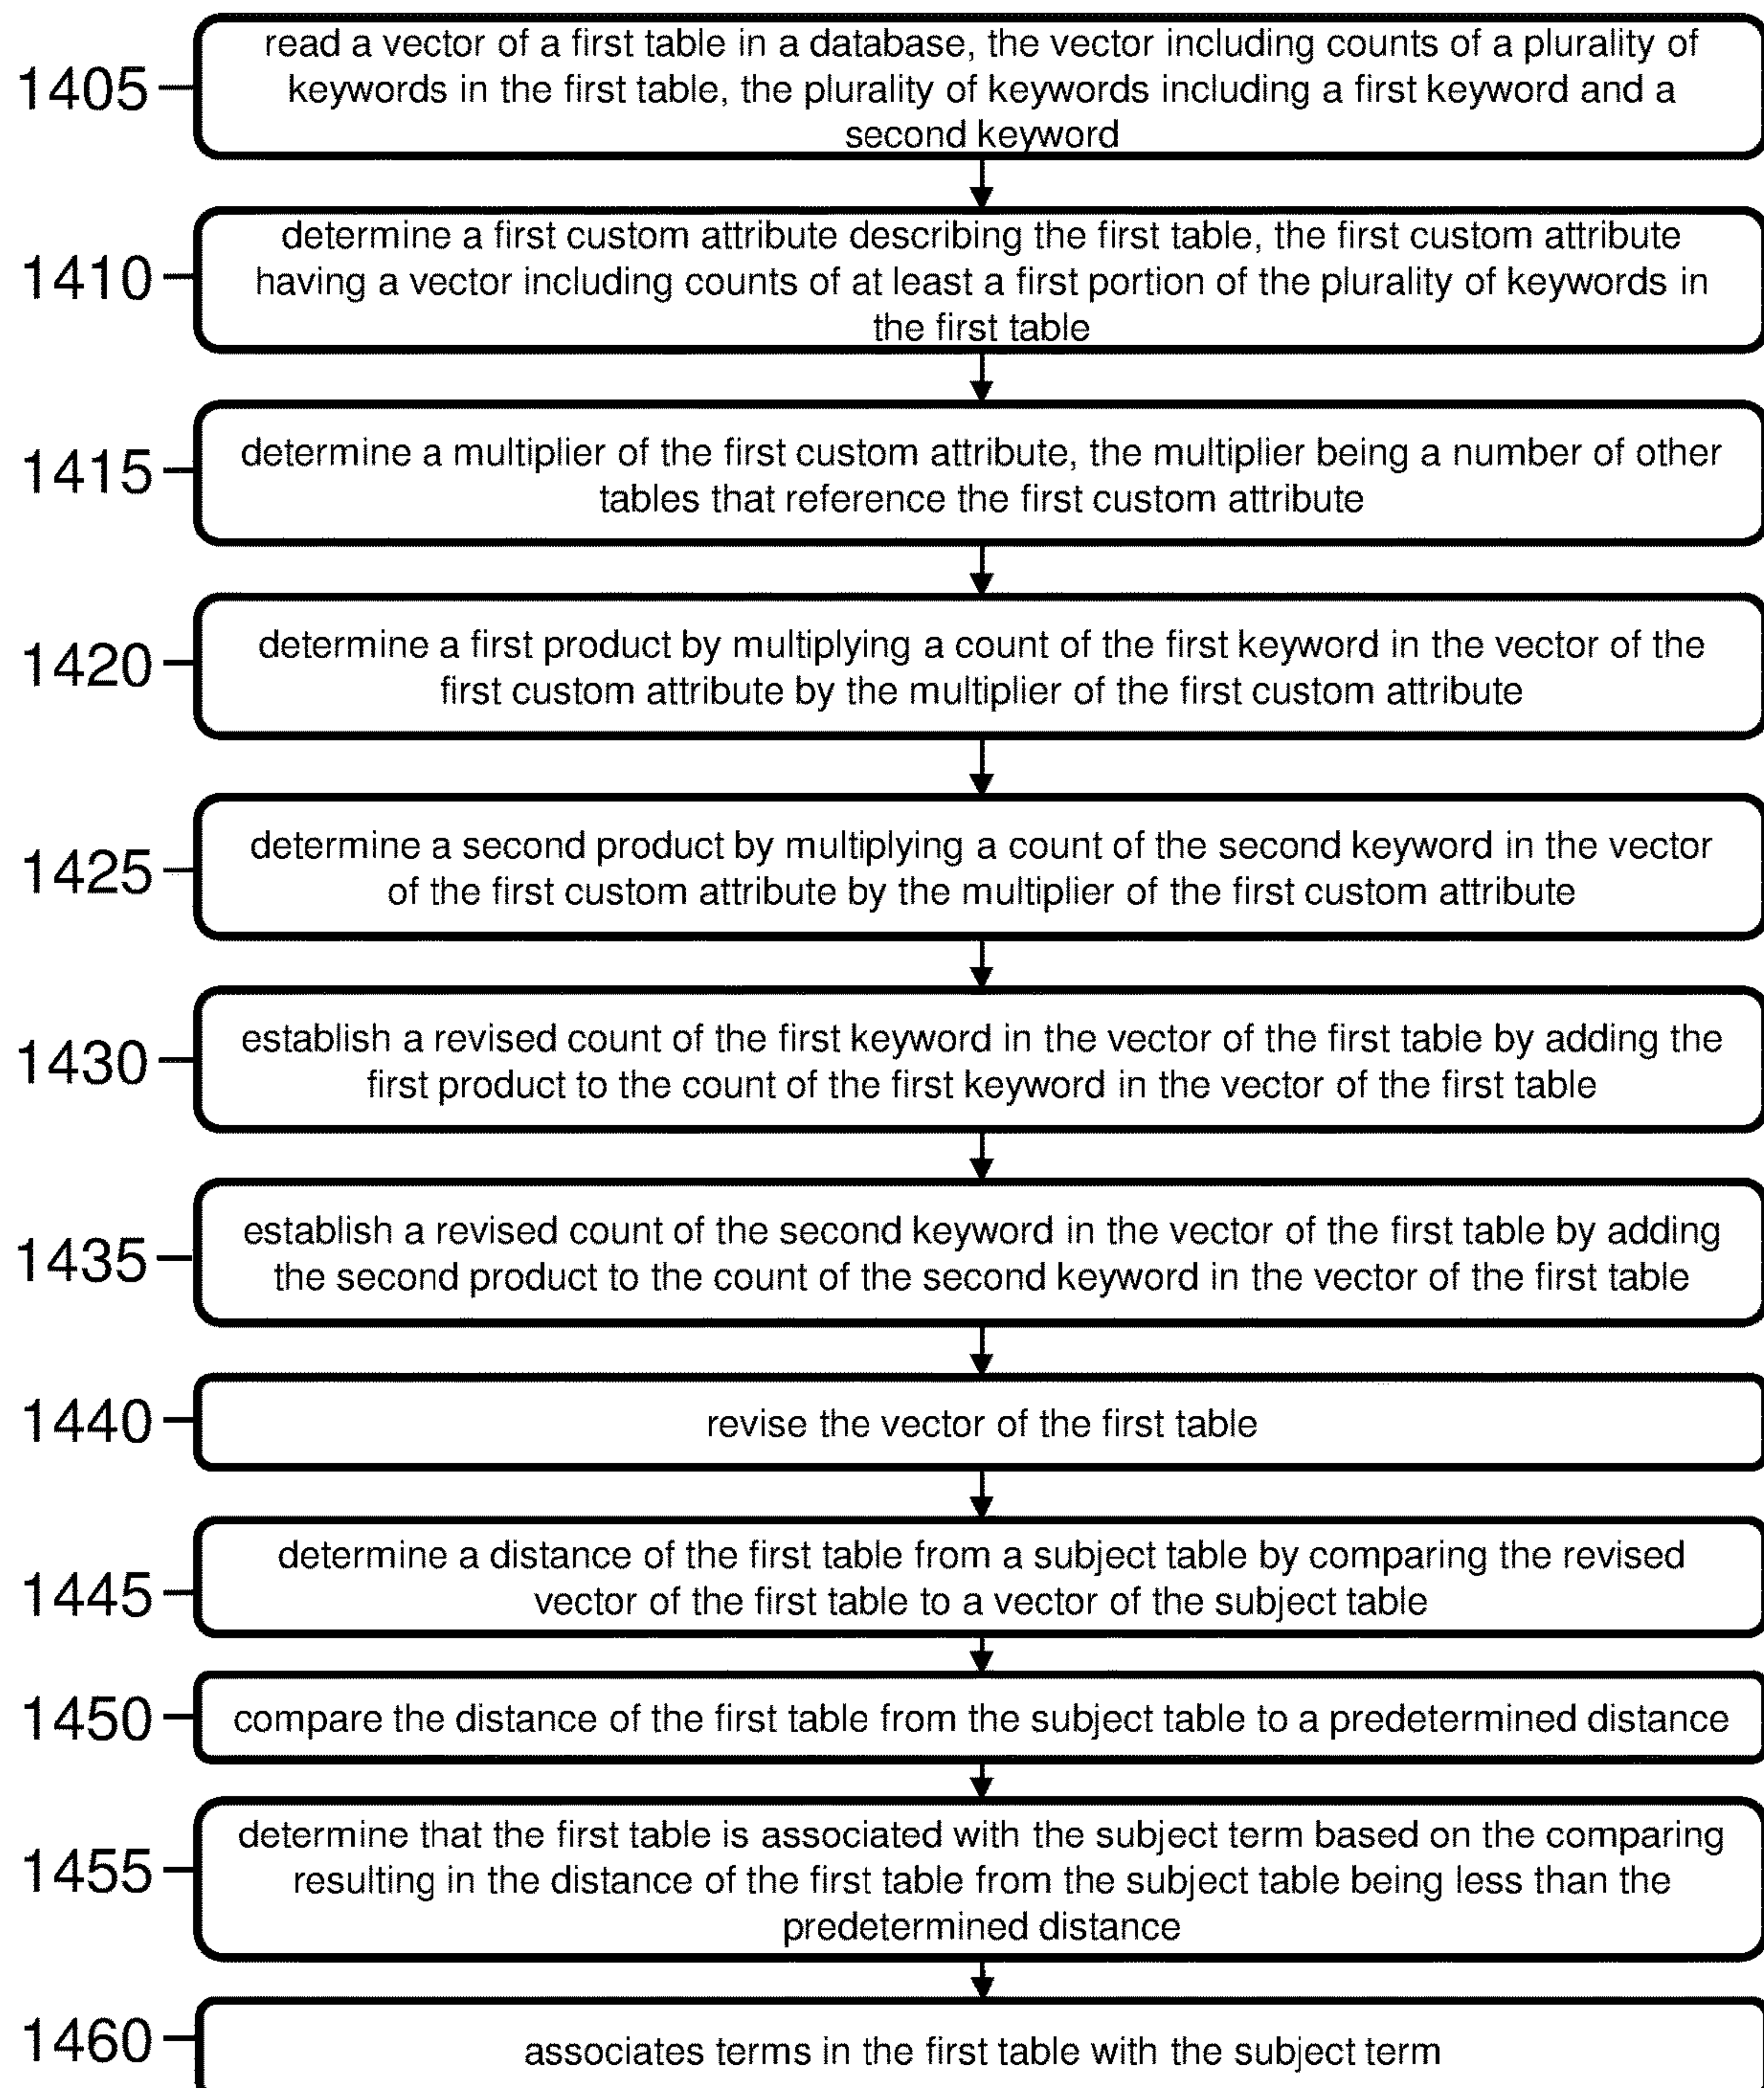 1405
read a vector of a first table in a database, the vector including counts of a plurality of
keywords in the first table, the plurality of keywords including a first keyword and a
second keyword
1410
determine a first custom attribute describing the first table, the first custom attribute
having a vector including counts of at least a first portion of the plurality of keywords in
the first table
1415
determine a multiplier of the first custom attribute, the multiplier being a number of other
tables that reference the first custom attribute
1420
determine a first product by multiplying a count of the first keyword in the vector of the
first custom attribute by the multiplier of the first custom attribute
1425
determine a second product by multiplying a count of the second keyword in the vector
of the first custom attribute by the multiplier of the first custom attribute
1430
establish a revised count of the first keyword in the vector of the first table by adding the
first product to the count of the first keyword in the vector of the first table
1435
establish a revised count of the second keyword in the vector of the first table by adding
the second product to the count of the second keyword in the vector of the first table
1440
revise the vector of the first table
1445
determine a distance of the first table from a subject table by comparing the revised
vector of the first table to a vector of the subject table
1450
compare the distance of the first table from the subject table to a predetermined distance
1455
determine that the first table is associated with the subject term based on the comparing
resulting in the distance of the first table from the subject table being less than the
predetermined distance
1460
associates terms in the first table with the subject term